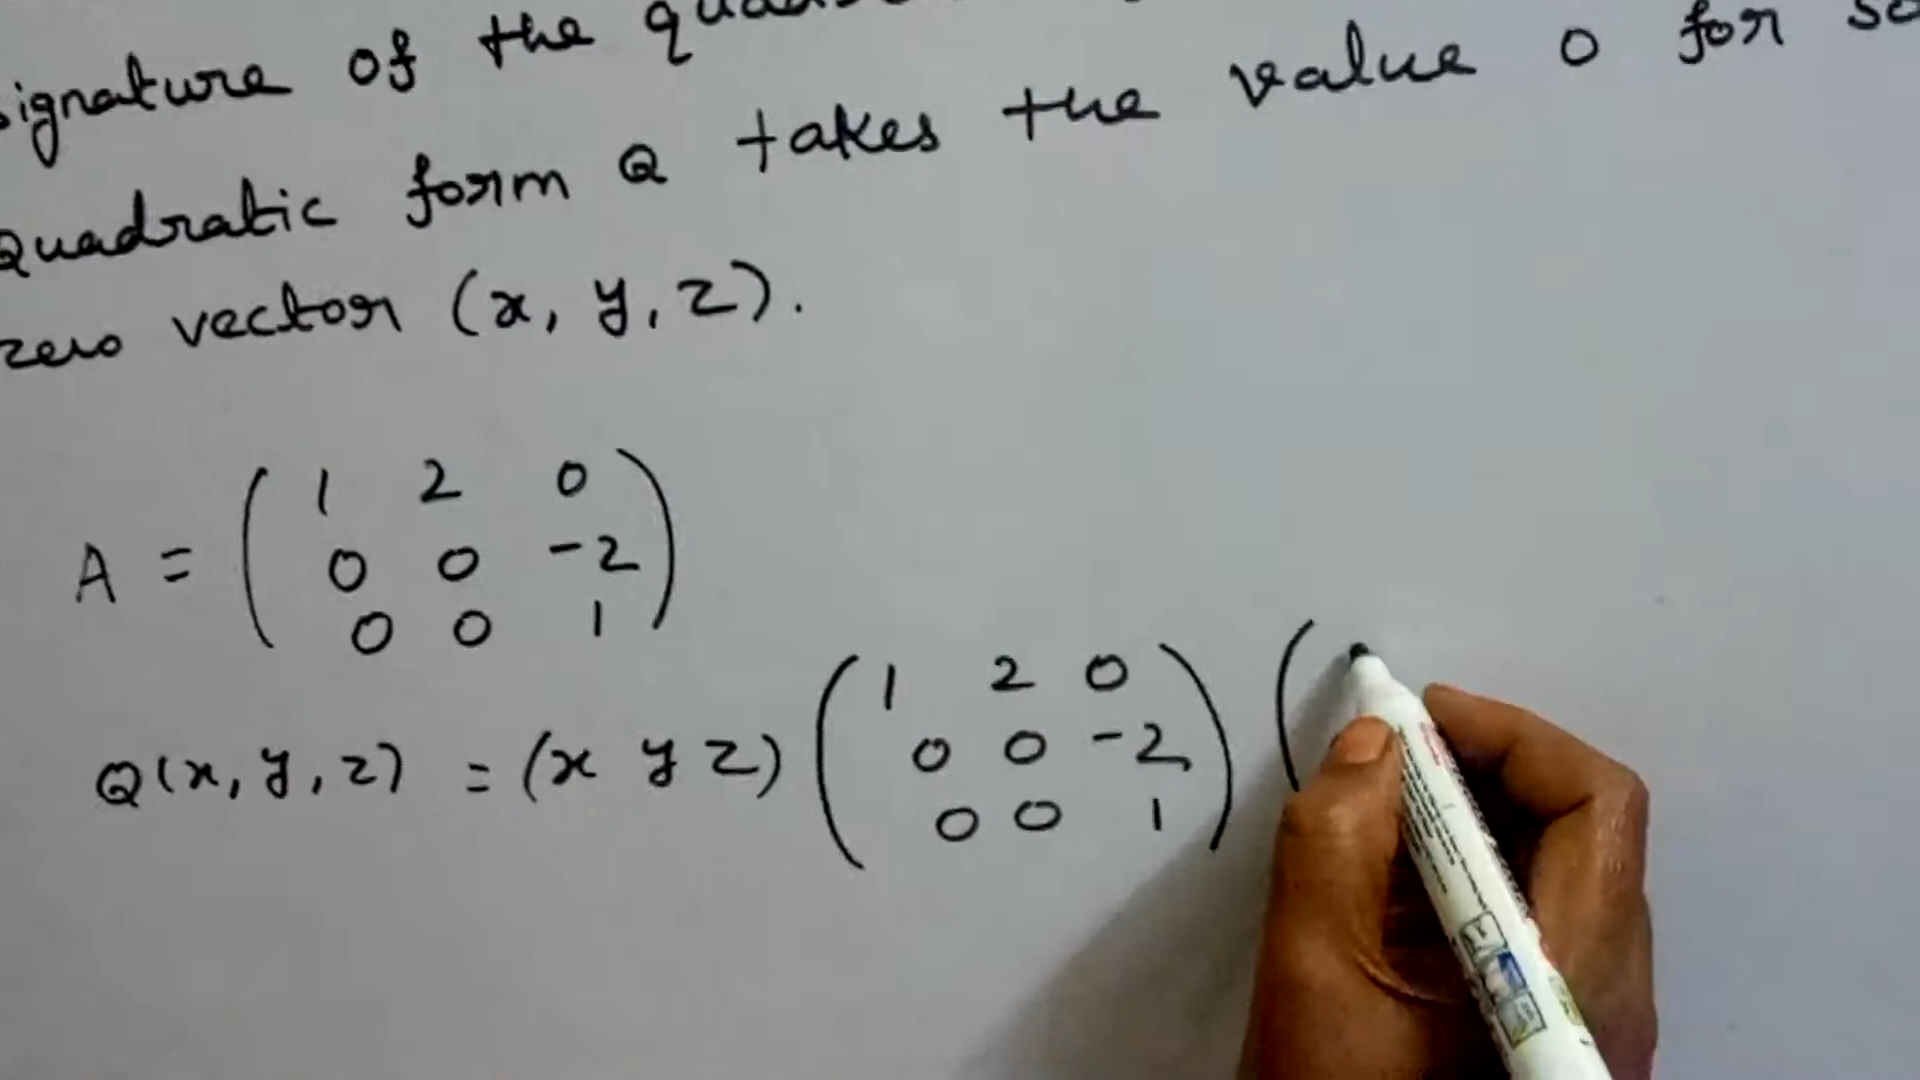 signature of the
Quadratic form Q takes the value 0 for
zero vector (x, y, z).
A = ( 1 2 0
0 0 -2
0 0 1 )
Q(x, y, z) = (x y z) ( 1 2 0
0 0 -2
0 0 1 ) (